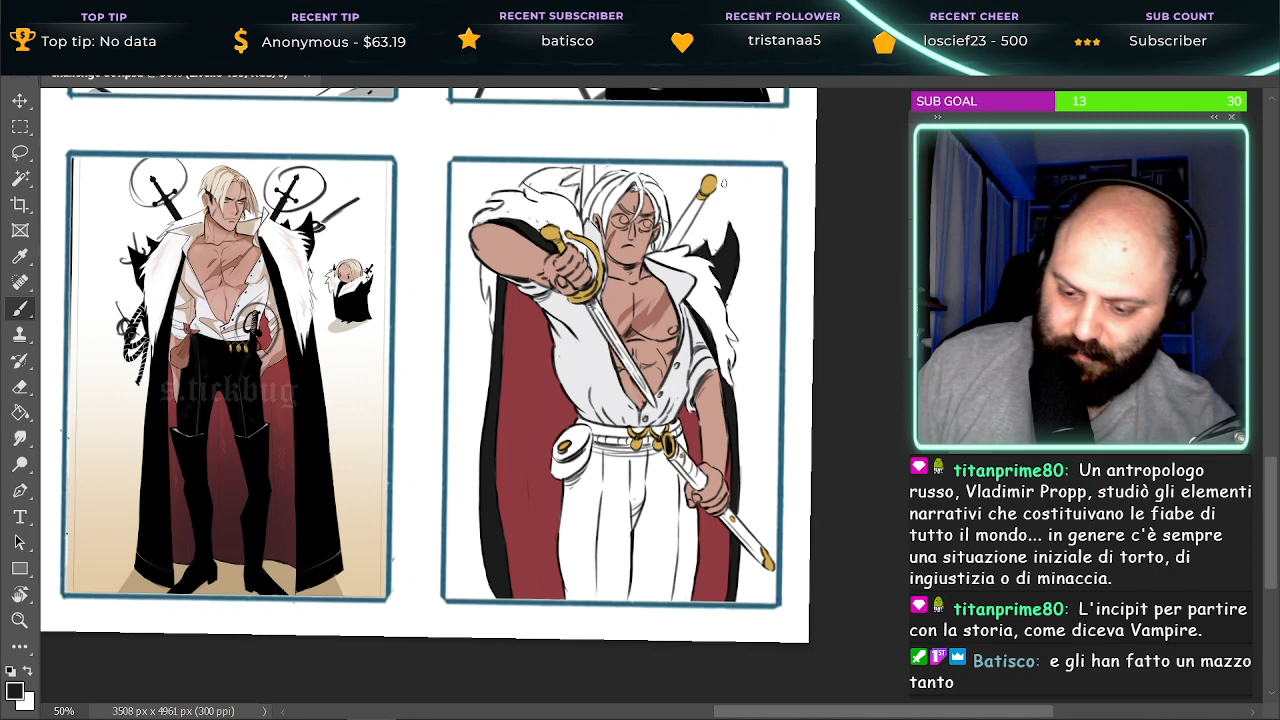 TOP TIP
Top tip: No data
RECENT TIP
Anonymous - $63.19
RECENT SUBSCRIBER
batisco
RECENT FOLLOWER
tristanaa5
RECENT CHEER
loscief23 - 500
SUB COUNT
Subscriber
SUB GOAL 13 30
s.tickbug
titanprime80: Un antropologo
russo, Vladimir Propp, studiò gli elementi
narrativi che costituivano le fiabe di
tutto il mondo... in genere c'è sempre
una situazione iniziale di torto, di
ingiustizia o di minaccia.
titanprime80: L'incipit per partire
con la storia, come diceva Vampire.
1ST
Batisco: e gli han fatto un mazzo
tanto
50% 3508 px x 4961 px (300 ppi)